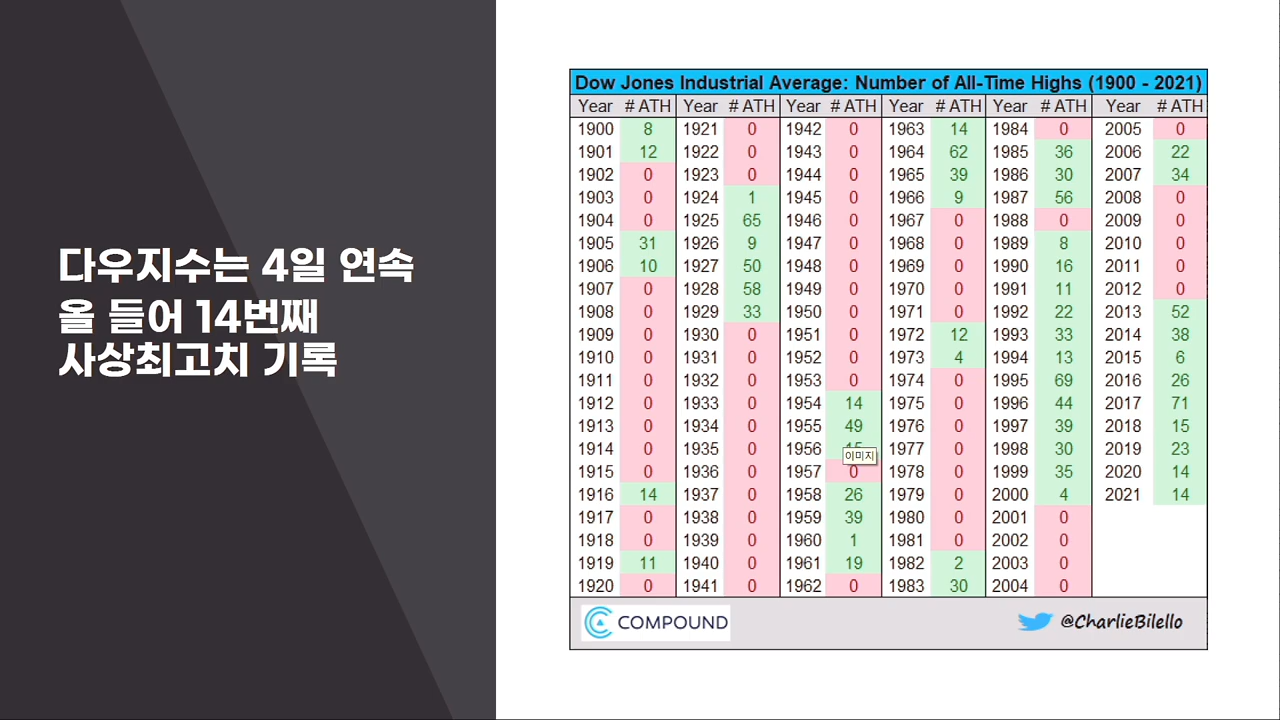 다우지수는 4일 연속
올 들어 14번째
사상최고치 기록
Dow Jones Industrial Average: Number of All-Time Highs (1900 - 2021)
Year # ATH Year # ATH Year # ATH Year # ATH Year # ATH Year # ATH
1900 8 1921 0 1942 0 1963 14 1984 0 2005 0
1901 12 1922 0 1943 0 1964 62 1985 36 2006 22
1902 0 1923 0 1944 0 1965 39 1986 30 2007 34
1903 0 1924 1 1945 0 1966 9 1987 56 2008 0
1904 0 1925 65 1946 0 1967 0 1988 0 2009 0
1905 31 1926 9 1947 0 1968 0 1989 8 2010 0
1906 10 1927 50 1948 0 1969 0 1990 16 2011 0
1907 0 1928 58 1949 0 1970 0 1991 11 2012 0
1908 0 1929 33 1950 0 1971 0 1992 22 2013 52
1909 0 1930 0 1951 0 1972 12 1993 33 2014 38
1910 0 1931 0 1952 0 1973 4 1994 13 2015 6
1911 0 1932 0 1953 0 1974 0 1995 69 2016 26
1912 0 1933 0 1954 14 1975 0 1996 44 2017 71
1913 0 1934 0 1955 49 1976 0 1997 39 2018 15
1914 0 1935 0 1956 1977 0 1998 30 2019 23
이미지
1915 0 1936 0 1957 0 1978 0 1999 35 2020 14
1916 14 1937 0 1958 26 1979 0 2000 4 2021 14
1917 0 1938 0 1959 39 1980 0 2001 0
1918 0 1939 0 1960 1 1981 0 2002 0
1919 11 1940 0 1961 19 1982 2 2003 0
1920 0 1941 0 1962 0 1983 30 2004 0
COMPOUND
@CharlieBilello